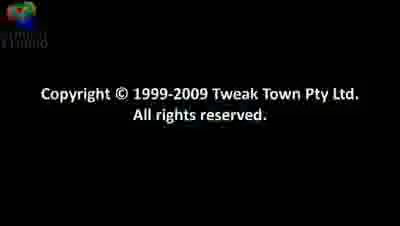 Copyright © 1999-2009 Tweak Town Pty Ltd.
All rights reserved.